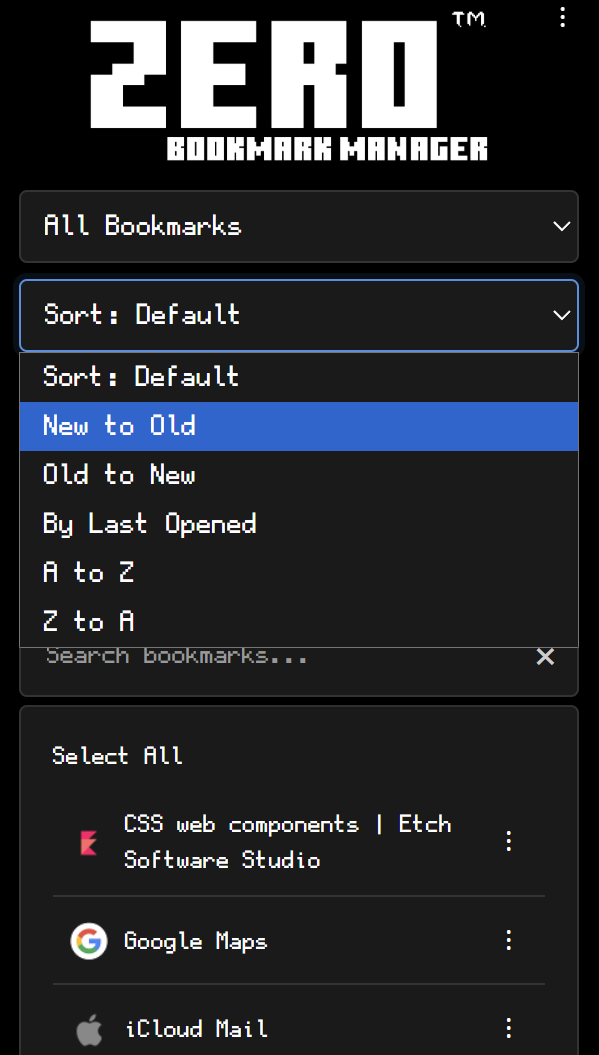 ZERO™
BOOKMARK MANAGER
All Bookmarks
Sort: Default
Sort: Default
New to Old
Old to New
By Last Opened
A to Z
Z to A
Search bookmarks...
Select All
CSS web components | Etch
Software Studio
Google Maps
iCloud Mail